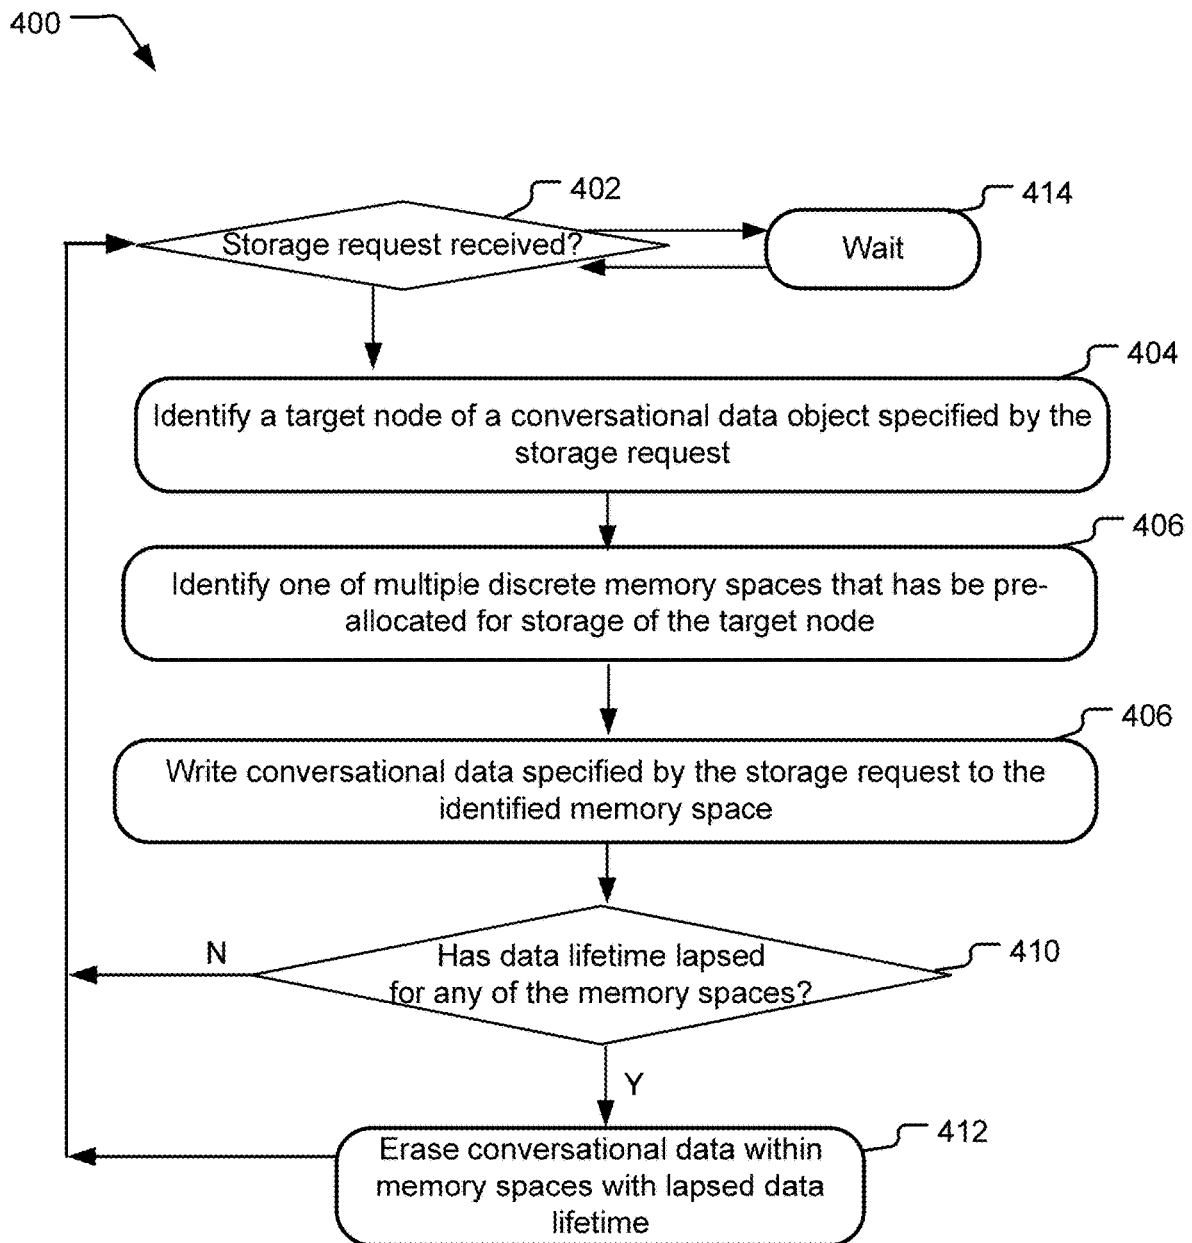 400
402
414
Storage request received?
Wait
404
Identify a target node of a conversational data object specified by the
storage request
406
Identify one of multiple discrete memory spaces that has be pre-
allocated for storage of the target node
406
Write conversational data specified by the storage request to the
identified memory space
N
Has data lifetime lapsed
for any of the memory spaces?
410
Y
412
Erase conversational data within
memory spaces with lapsed data
lifetime